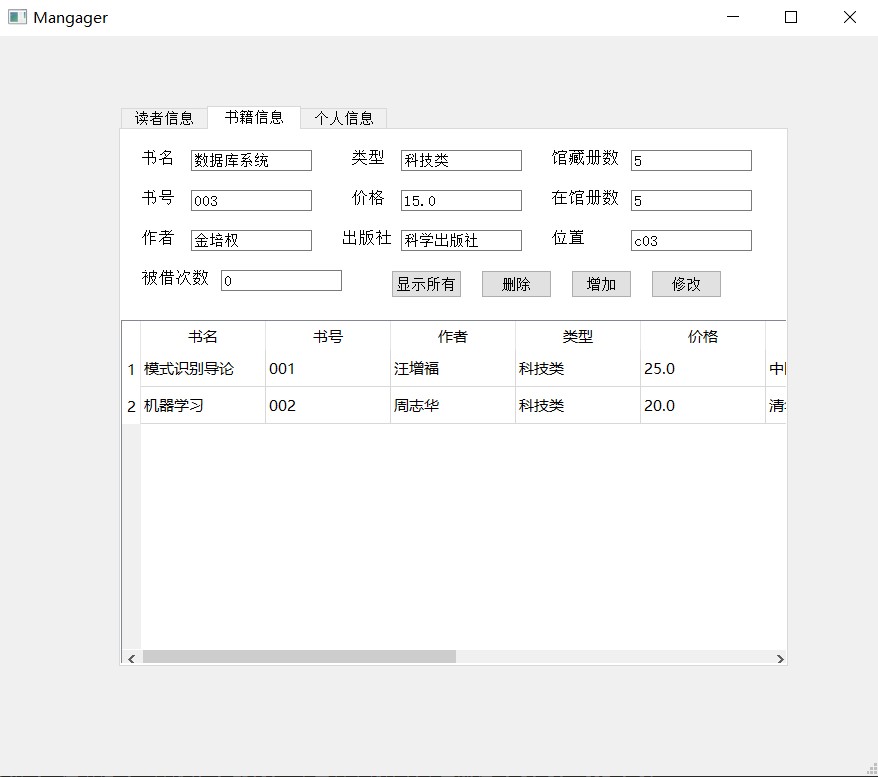 Mangager
读者信息 书籍信息 个人信息
书名 数据库系统 类型 科技类 馆藏册数 5
书号 003 价格 15.0 在馆册数 5
作者 金培权 出版社 科学出版社 位置 c03
被借次数 0 显示所有 删除 增加 修改
书名 书号 作者 类型 价格
1 模式识别导论 001 汪增福 科技类 25.0
2 机器学习 002 周志华 科技类 20.0